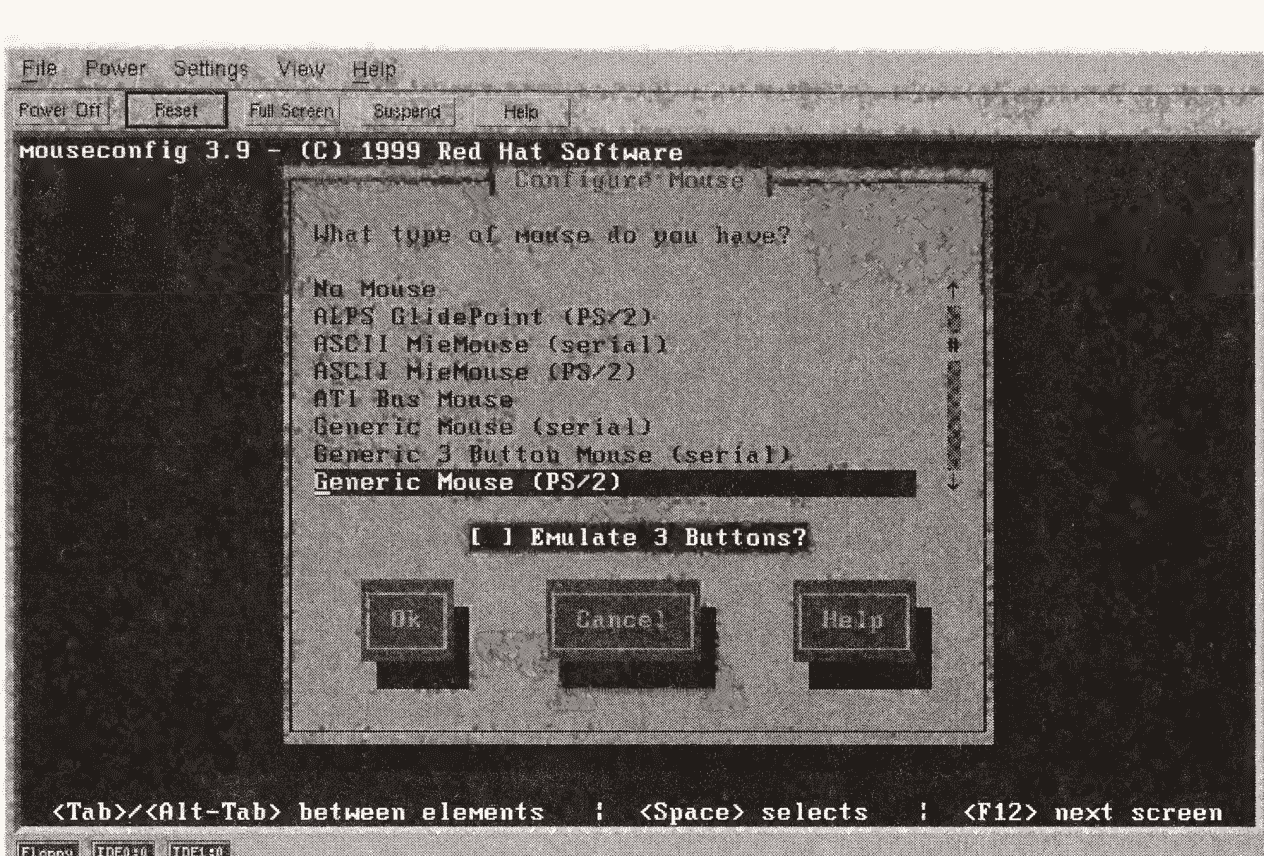 File Power Settings View Help
Power Off Reset Full Screen Suspend Help
mouseconfig 3.9 - (C) 1999 Red Hat Software
Configure Mouse
What type of mouse do you have?
No Mouse
ALPS GlidePoint (PS/2)
ASCII MieMouse (serial)
ASCII MieMouse (PS/2)
ATI Bus Mouse
Generic Mouse (serial)
Generic 3 Button Mouse (serial)
Generic Mouse (PS/2)
[ ] Emulate 3 Buttons?
Ok Cancel Help
<Tab>/<Alt-Tab> between elements | <Space> selects | <F12> next screen
Floppy IDE0:0 IDE1:0